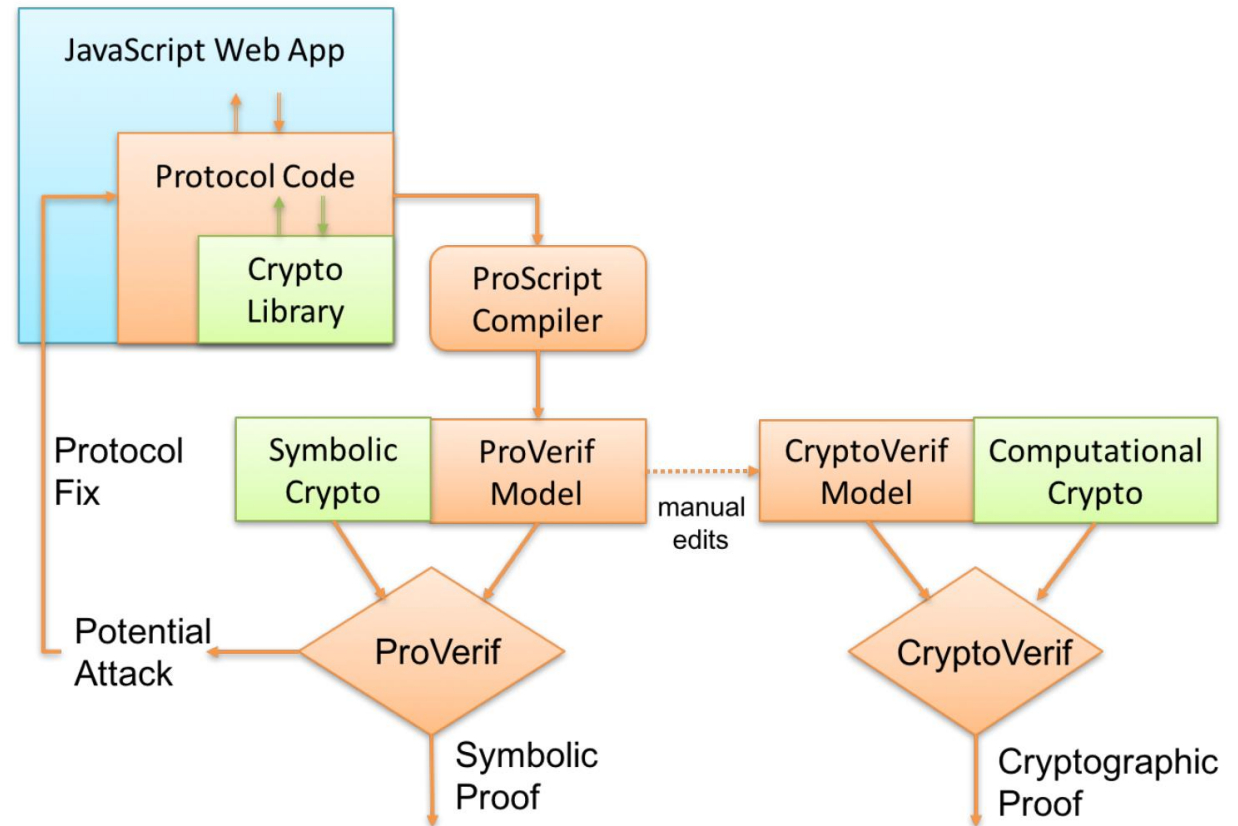 JavaScript Web App
Protocol Code
Crypto
Library
ProScript
Compiler
Protocol
Fix
Symbolic
Crypto
ProVerif
Model
manual
edits
CryptoVerif
Model
Computational
Crypto
Potential
Attack
ProVerif
CryptoVerif
Symbolic
Proof
Cryptographic
Proof